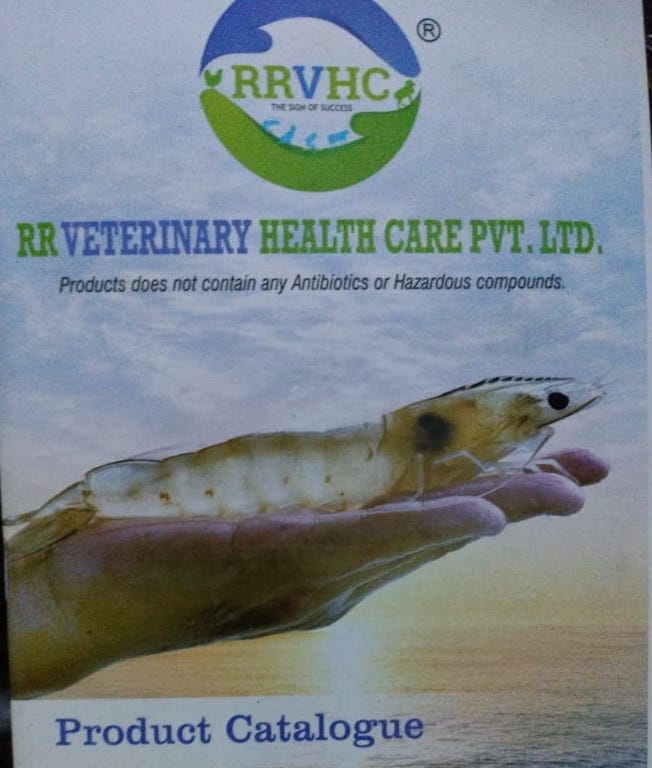 ®
RRVHC
THE SIGN OF SUCCESS
RR VETERINARY HEALTH CARE PVT. LTD.
Products does not contain any Antibiotics or Hazardous compounds.
Product Catalogue